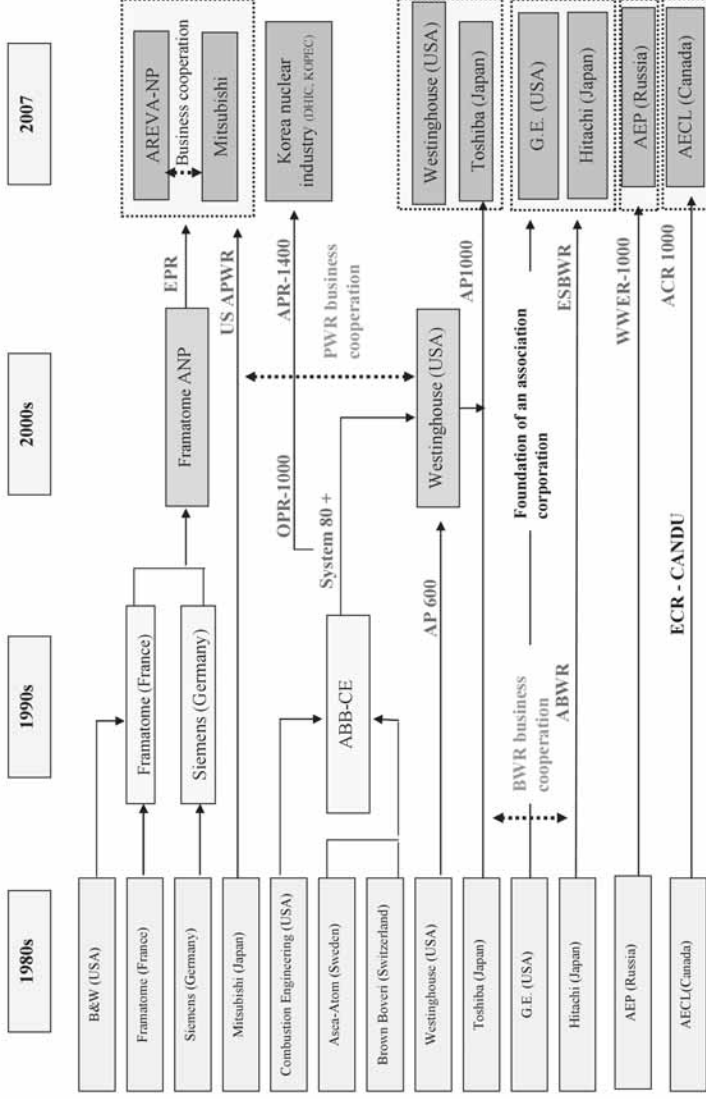 1980s
1990s
2000s
2007
B&W (USA)
Framatome (France)
Siemens (Germany)
Mitsubishi (Japan)
Combustion Engineering (USA)
Asea-Atom (Sweden)
Brown Boveri (Switzerland)
Westinghouse (USA)
Toshiba (Japan)
G.E. (USA)
Hitachi (Japan)
AEP (Russia)
AECL(Canada)
Framatome (France)
Siemens (Germany)
ABB-CE
AP 600
BWR business
cooperation
ABWR
ECR - CANDU
Framatome ANP
OPR-1000
System 80 +
PWR business
cooperation
Westinghouse (USA)
Foundation of an association
corporation
EPR
US APWR
APR-1400
AP1000
ESBWR
WWER-1000
ACR 1000
AREVA-NP
Business cooperation
Mitsubishi
Korea nuclear
industry (DHIC, KOPEC)
Westinghouse (USA)
Toshiba (Japan)
G.E. (USA)
Hitachi (Japan)
AEP (Russia)
AECL (Canada)